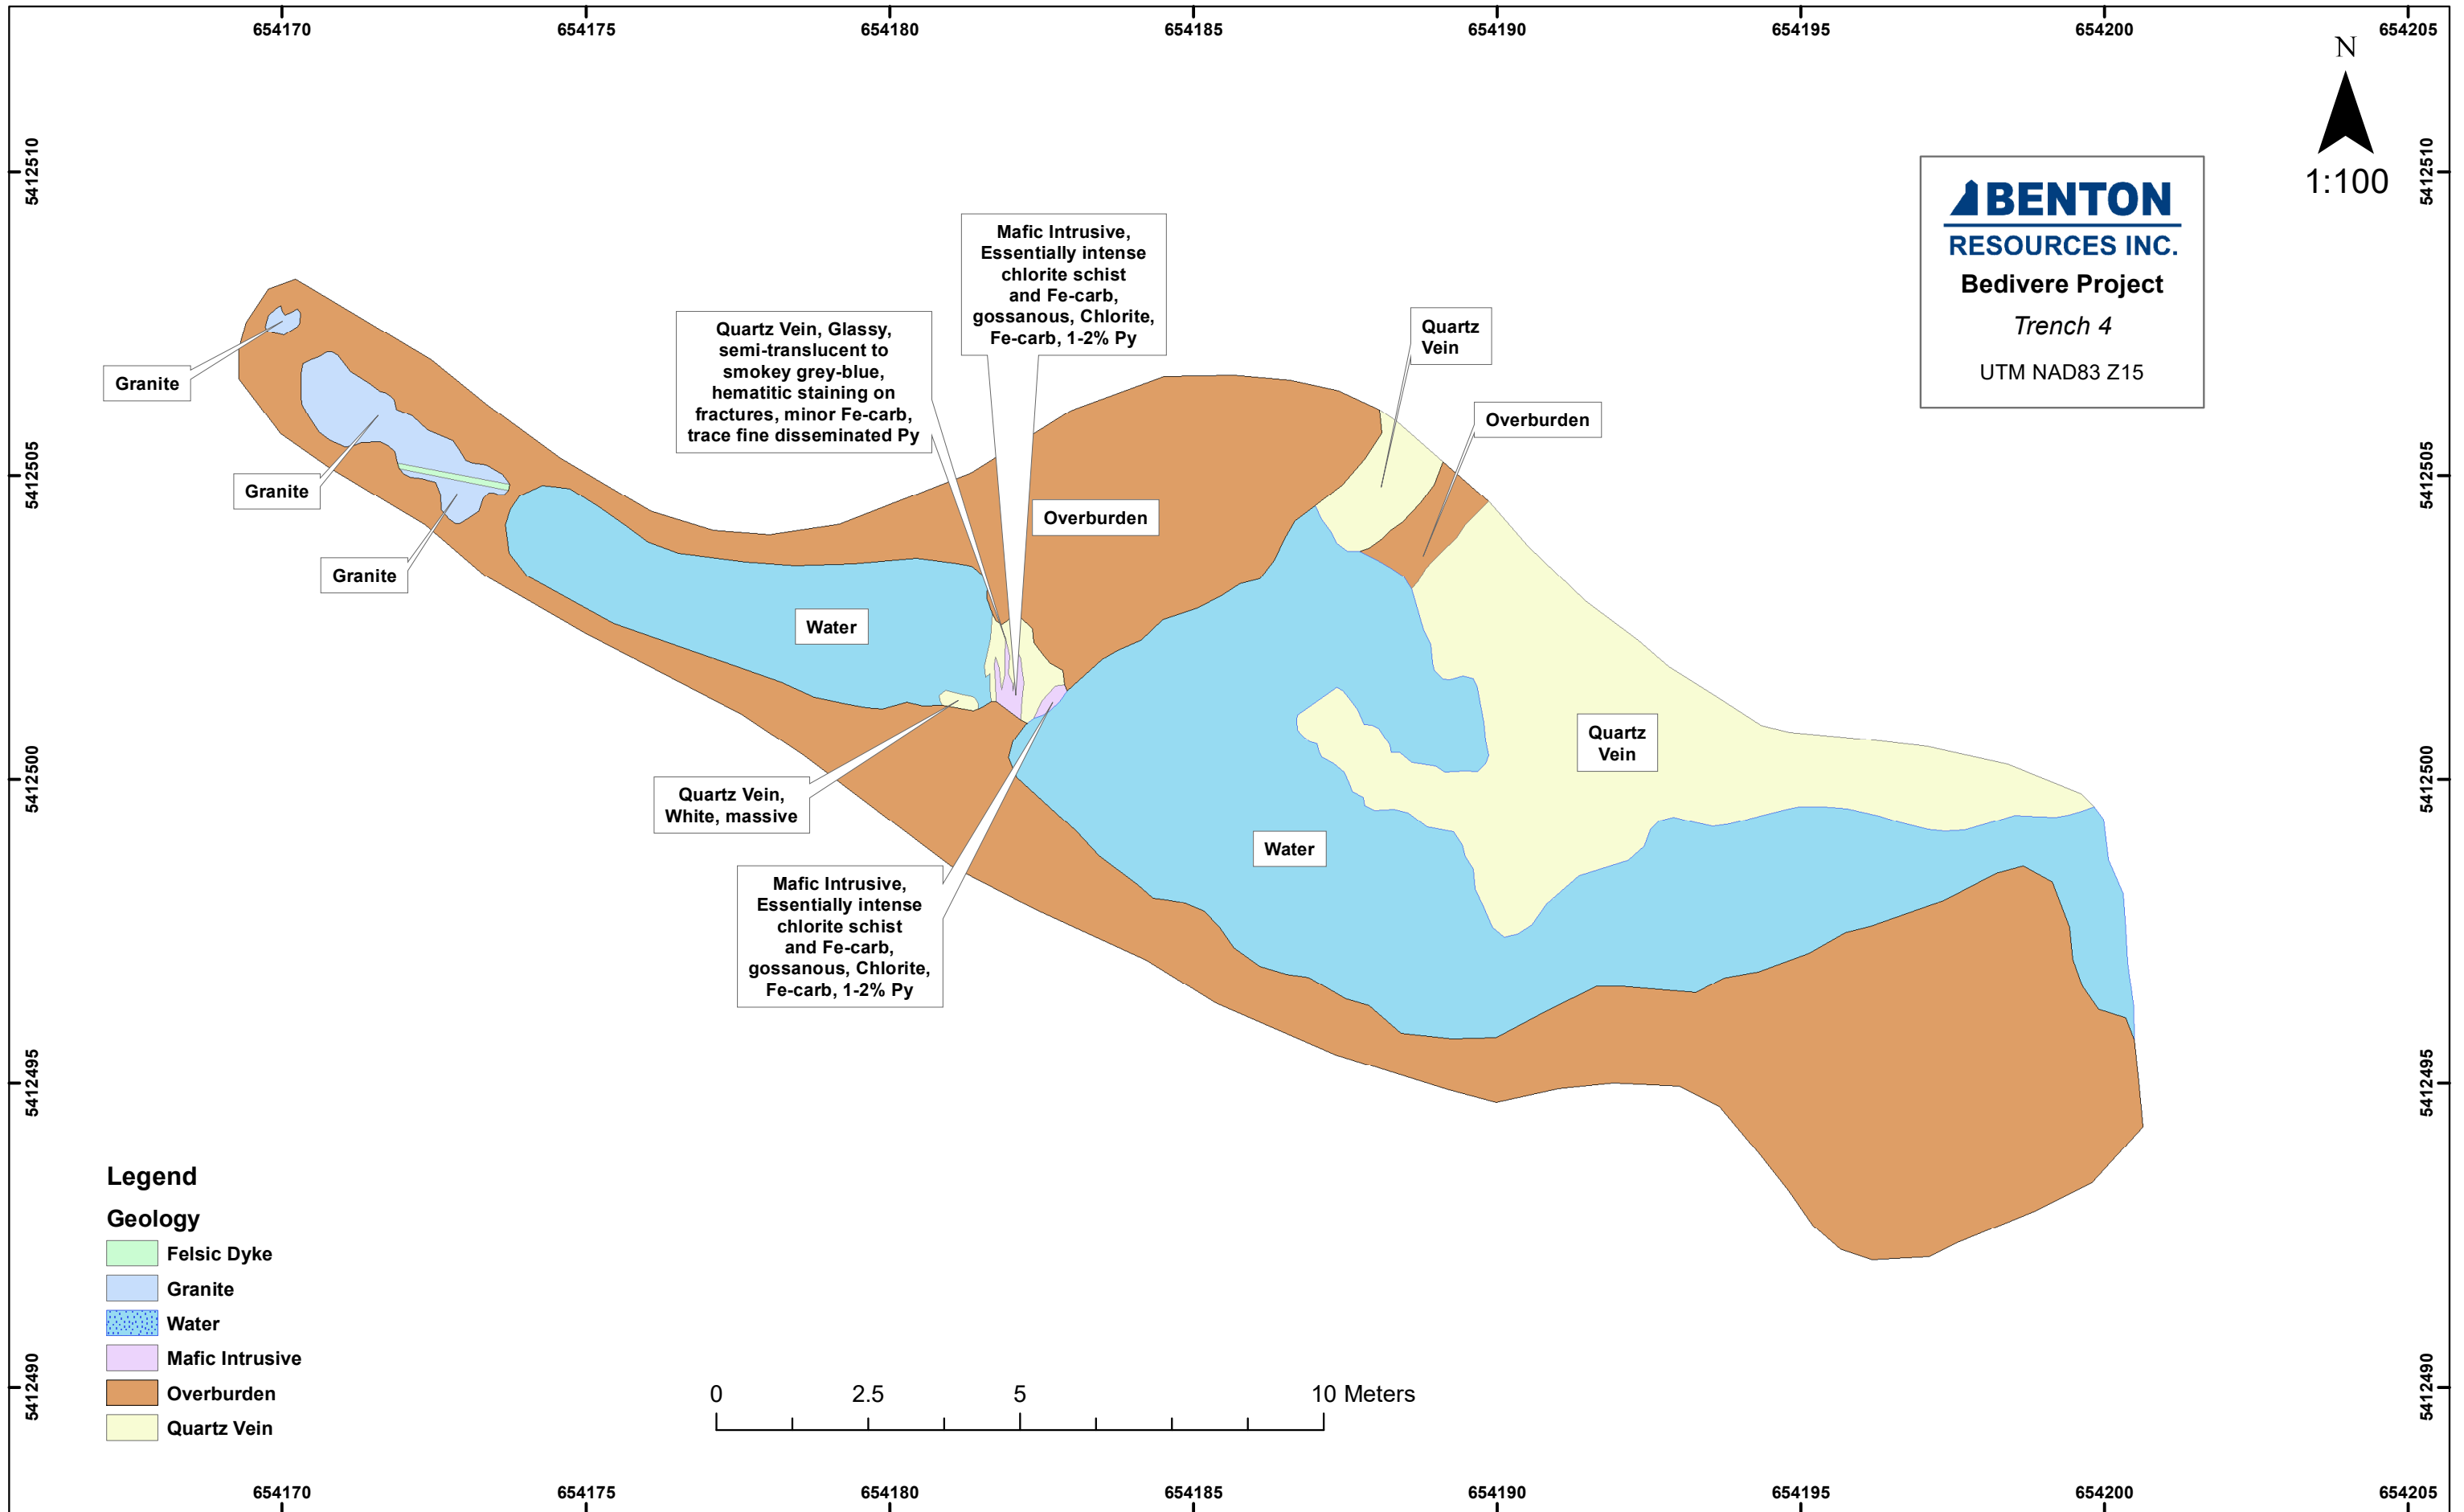 654170 654175 654180 654185 654190 654195 654200 654205
N
1:100
BENTON
RESOURCES INC.
Bedivere Project
Trench 4
UTM NAD83 Z15
5412510
5412505
5412500
5412495
5412490
5412510
5412505
5412500
5412495
5412490
Mafic Intrusive,
Essentially intense
chlorite schist
and Fe-carb,
gossanous, Chlorite,
Fe-carb, 1-2% Py
Quartz Vein, Glassy,
semi-translucent to
smokey grey-blue,
hematitic staining on
fractures, minor Fe-carb,
trace fine disseminated Py
Quartz
Vein
Overburden
Granite
Granite
Overburden
Granite
Water
Quartz
Vein
Quartz Vein,
White, massive
Water
Mafic Intrusive,
Essentially intense
chlorite schist
and Fe-carb,
gossanous, Chlorite,
Fe-carb, 1-2% Py
Legend
Geology
Felsic Dyke
Granite
Water
Mafic Intrusive
Overburden
Quartz Vein
0 2.5 5 10 Meters
654170 654175 654180 654185 654190 654195 654200 654205